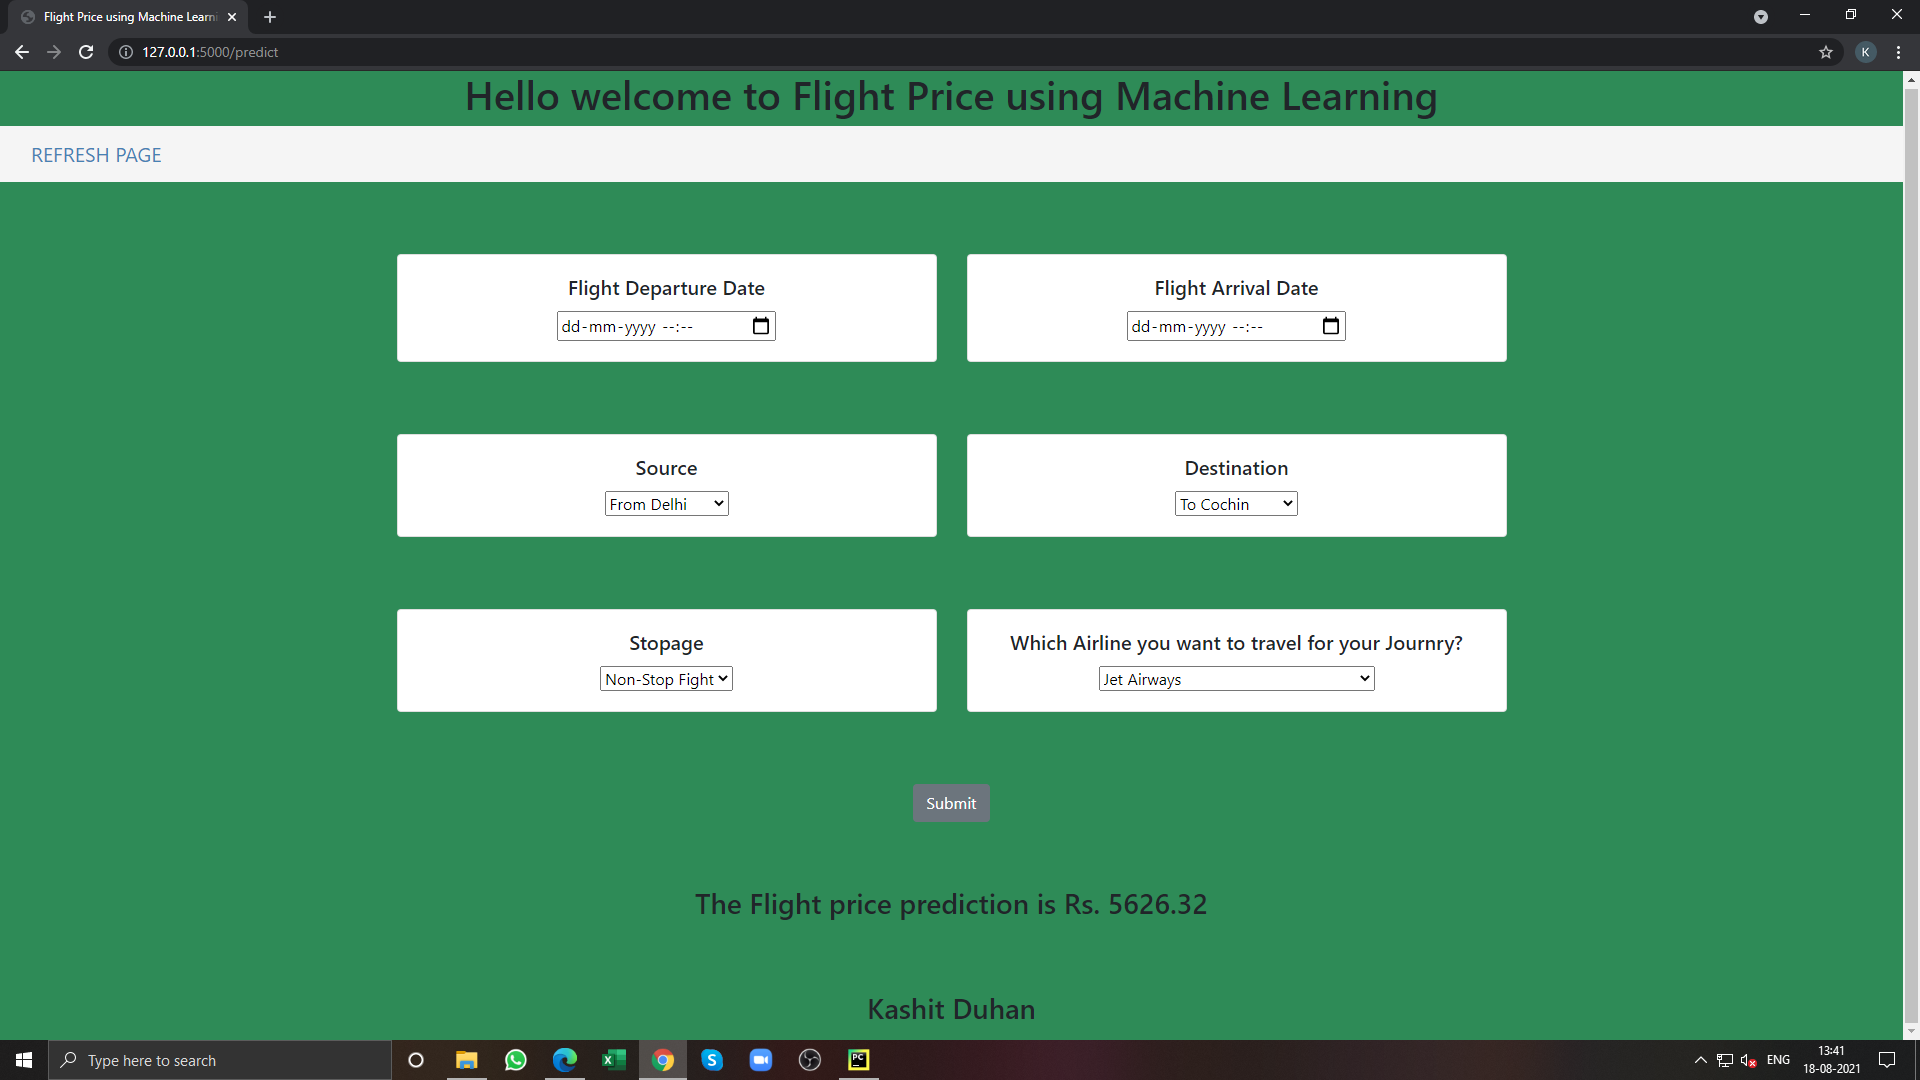 Flight Price using Machine Learni
127.0.0.1:5000/predict
K
Hello welcome to Flight Price using Machine Learning
REFRESH PAGE
Flight Departure Date
Flight Arrival Date
dd-mm-yyyy --:--
dd-mm-yyyy --:--
Source
Destination
From Delhi
To Cochin
Stopage
Which Airline you want to travel for your Journry?
Non-Stop Fight
Jet Airways
Submit
The Flight price prediction is Rs. 5626.32
Kashit Duhan
Type here to search
X
S
PC
ENG
13:41
18-08-2021